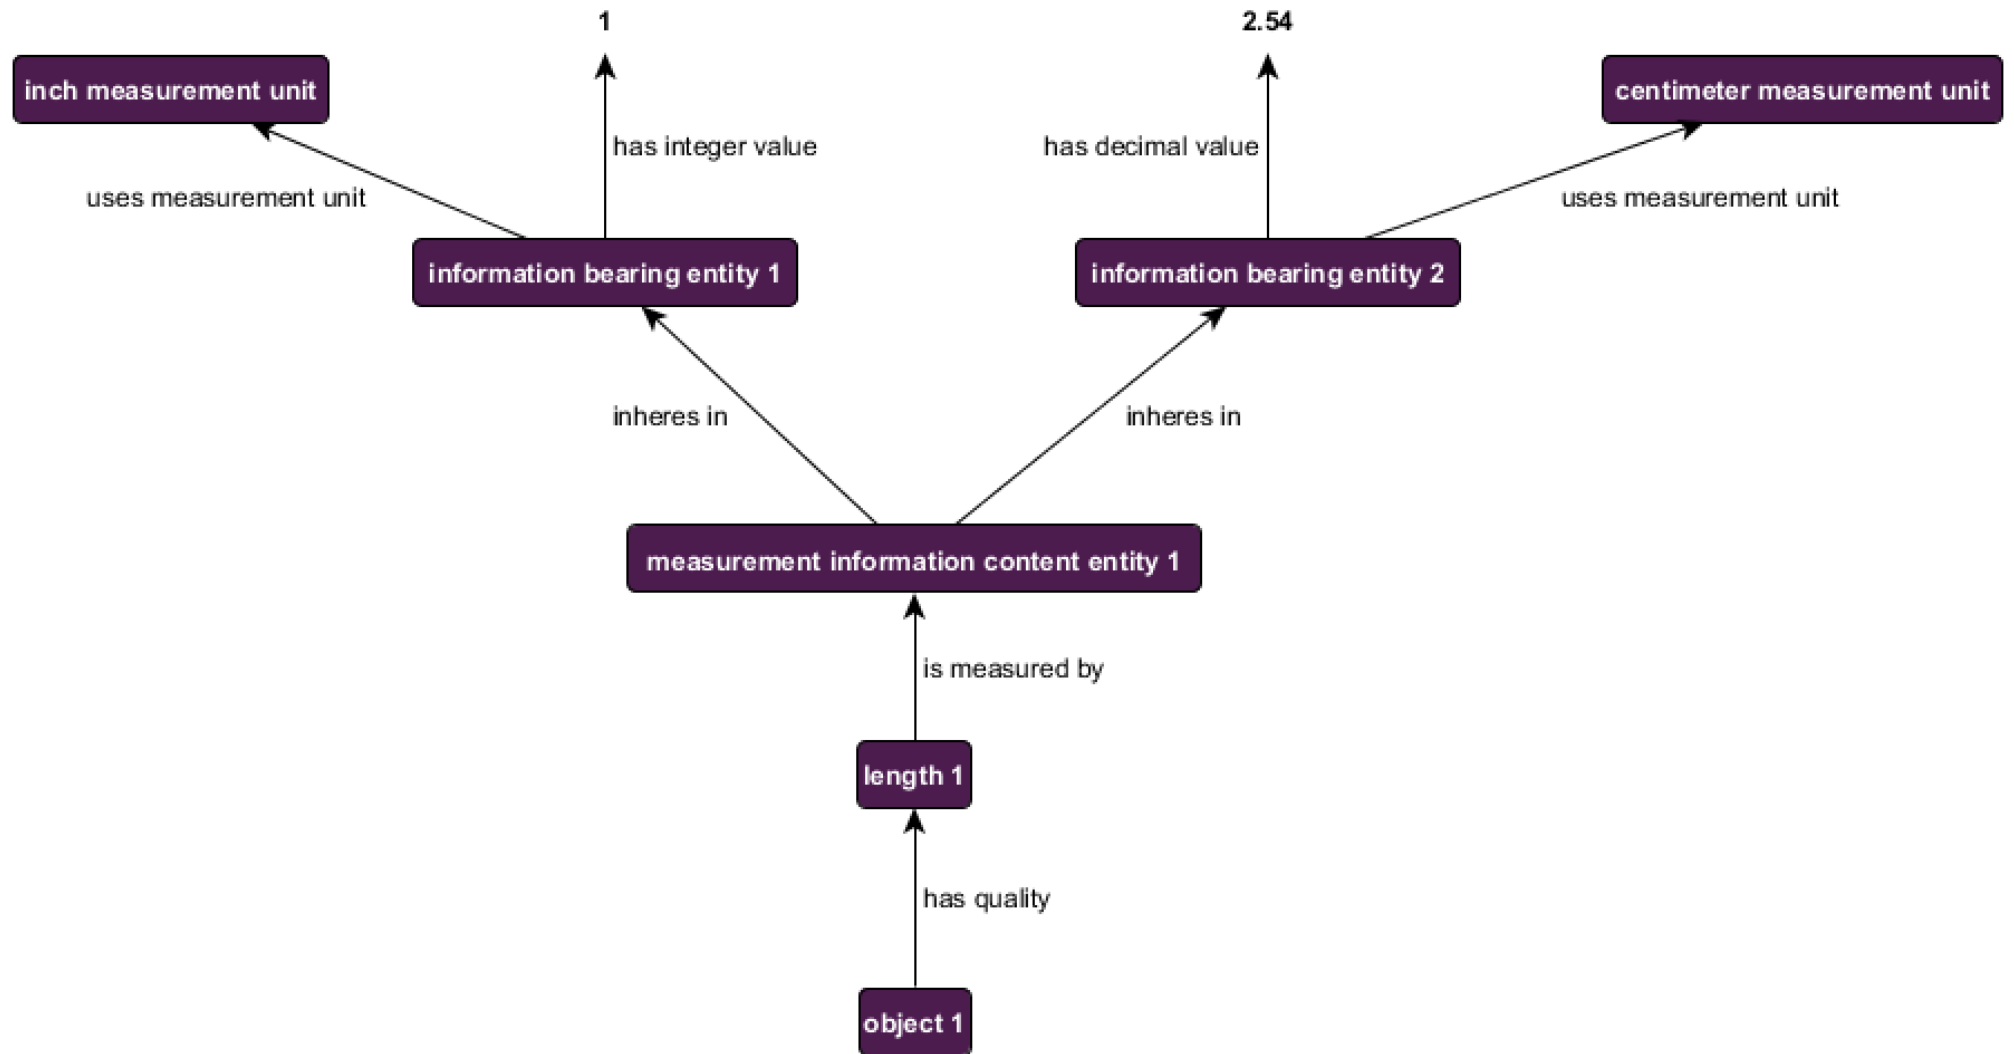 1
2.54
inch measurement unit
centimeter measurement unit
has integer value
has decimal value
uses measurement unit
uses measurement unit
information bearing entity 1
information bearing entity 2
inheres in
inheres in
measurement information content entity 1
is measured by
length 1
has quality
object 1